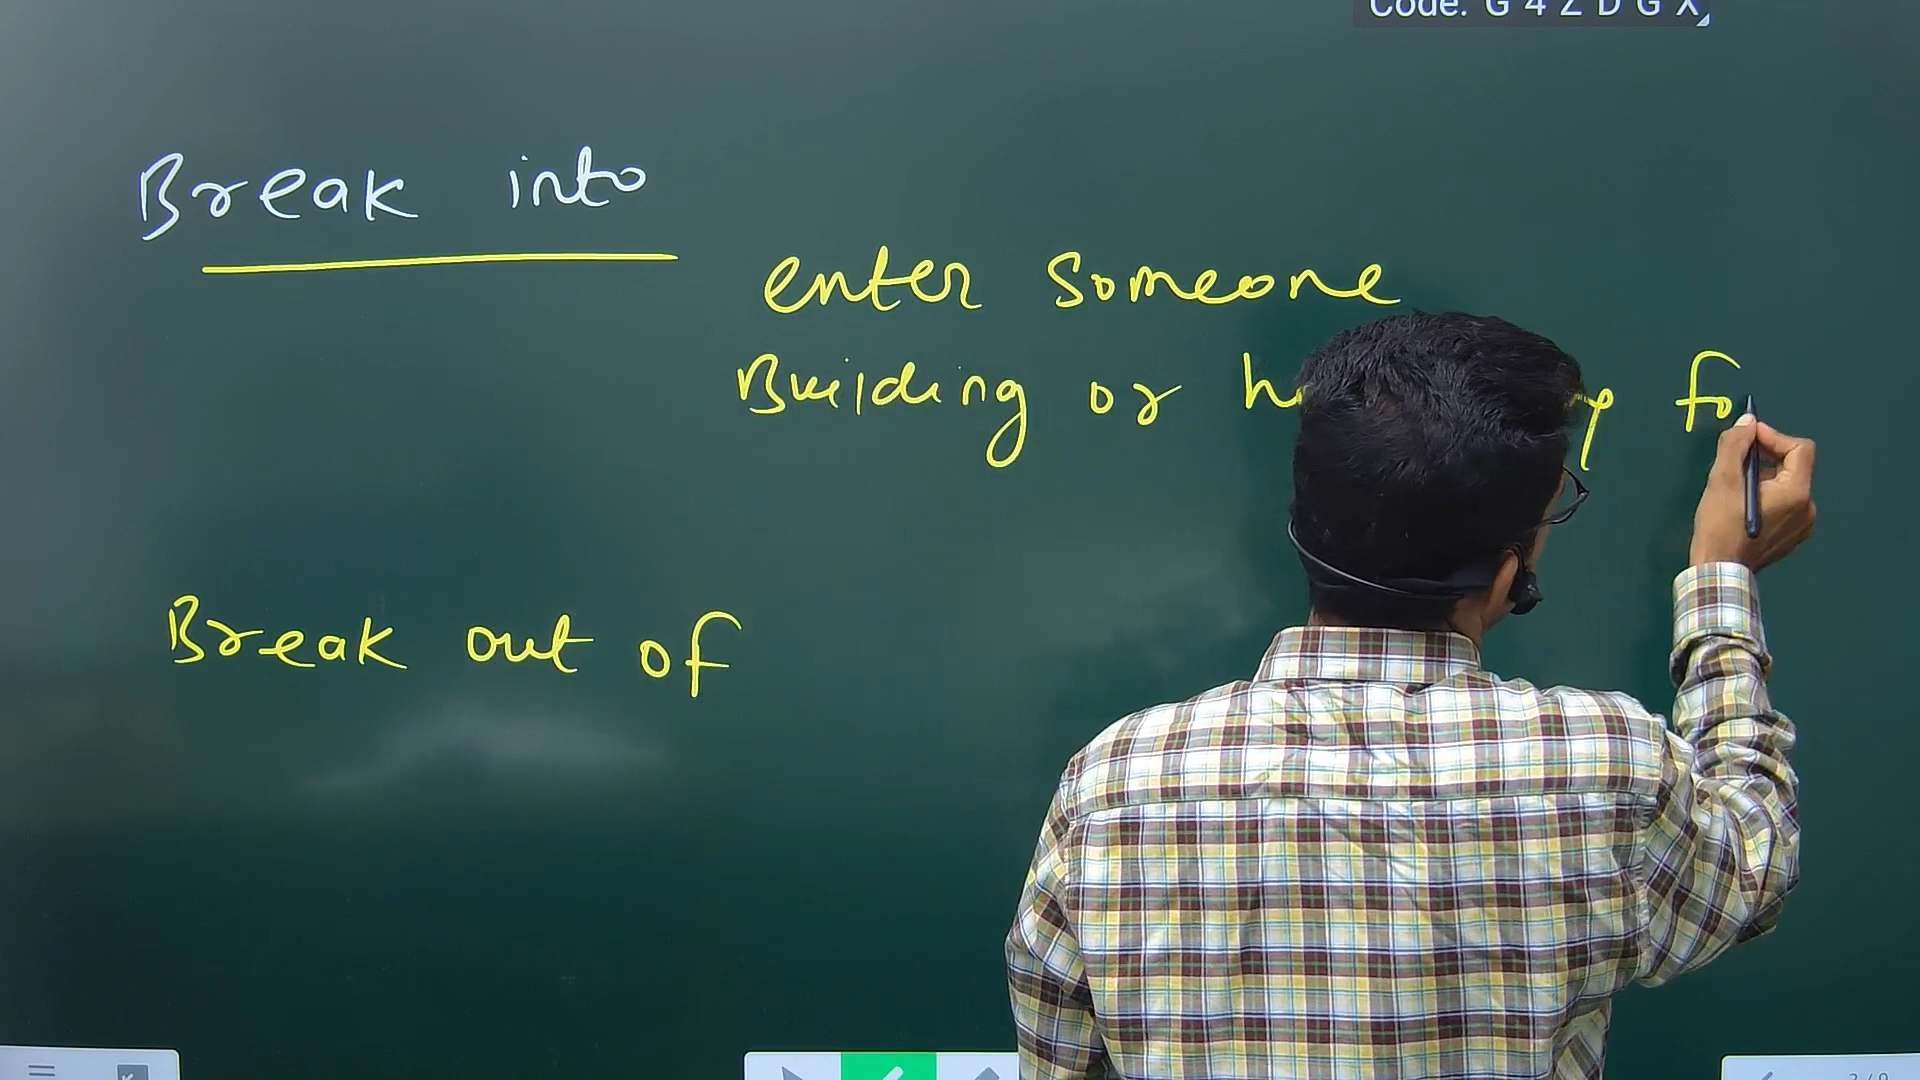 Code: G 4 Z D G X
Break into
enter someone
Building or fo
Break out of